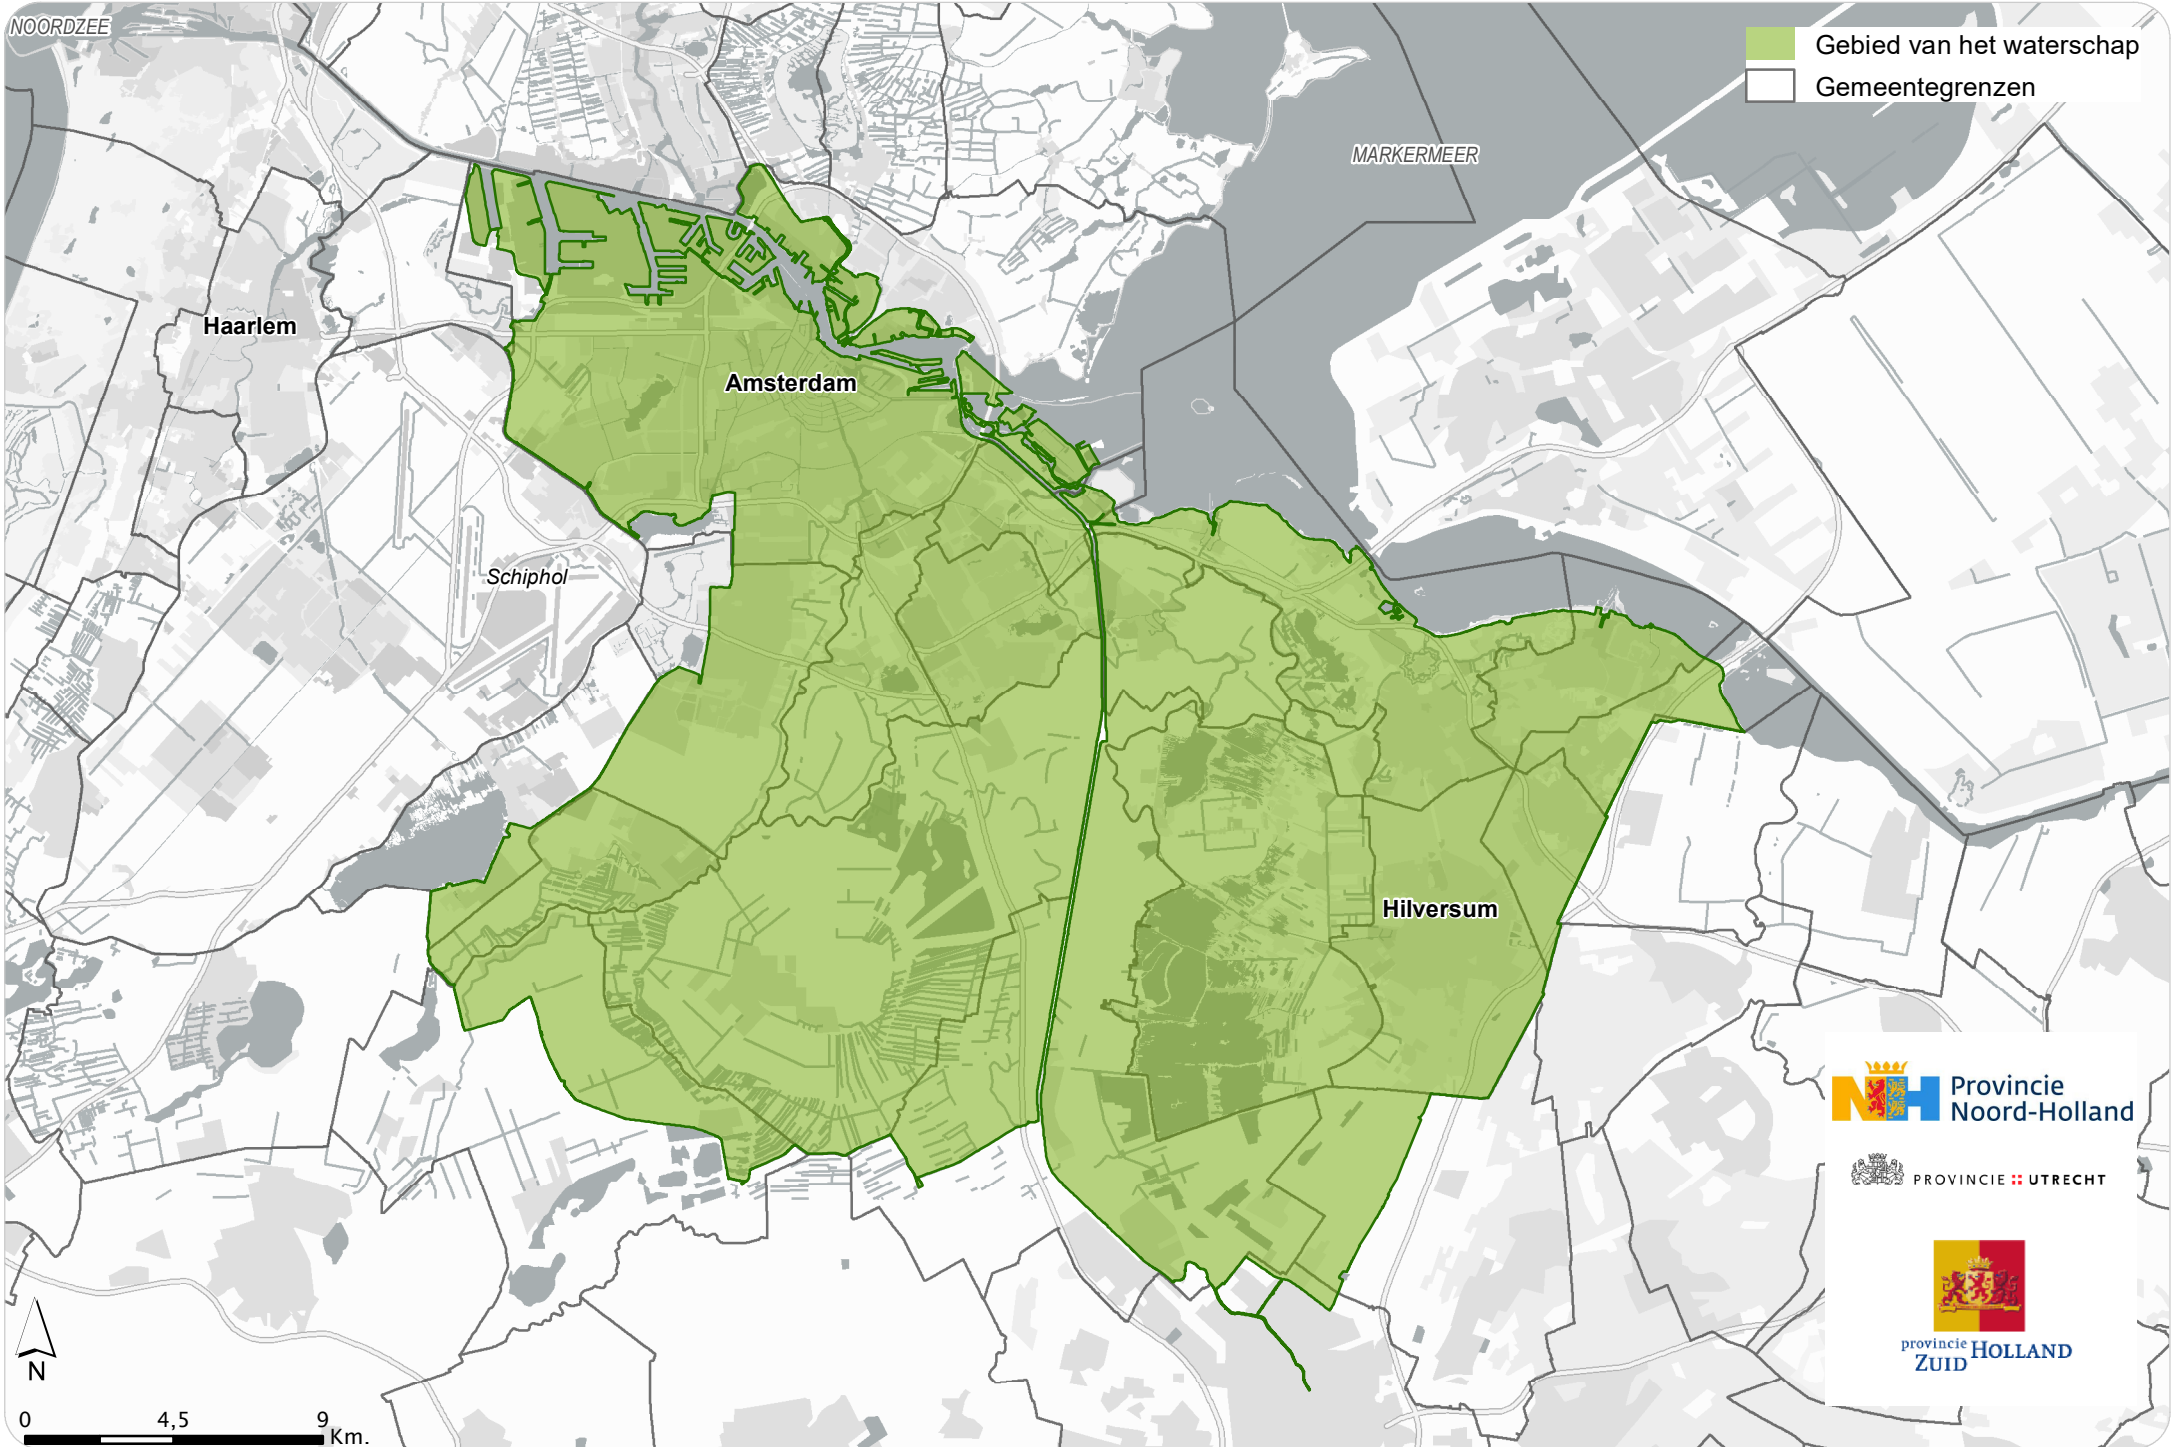 NOORDZEE
Gebied van het waterschap
Gemeentegrenzen
MARKERMEER
Haarlem
Amsterdam
Schiphol
Hilversum
NH Provincie
Noord-Holland
PROVINCIE UTRECHT
provincie HOLLAND
ZUID
N
0 4,5 9
Km.